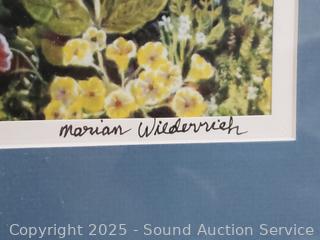 Marian Wilderrich
Copyright 2025 - Sound Auction Service